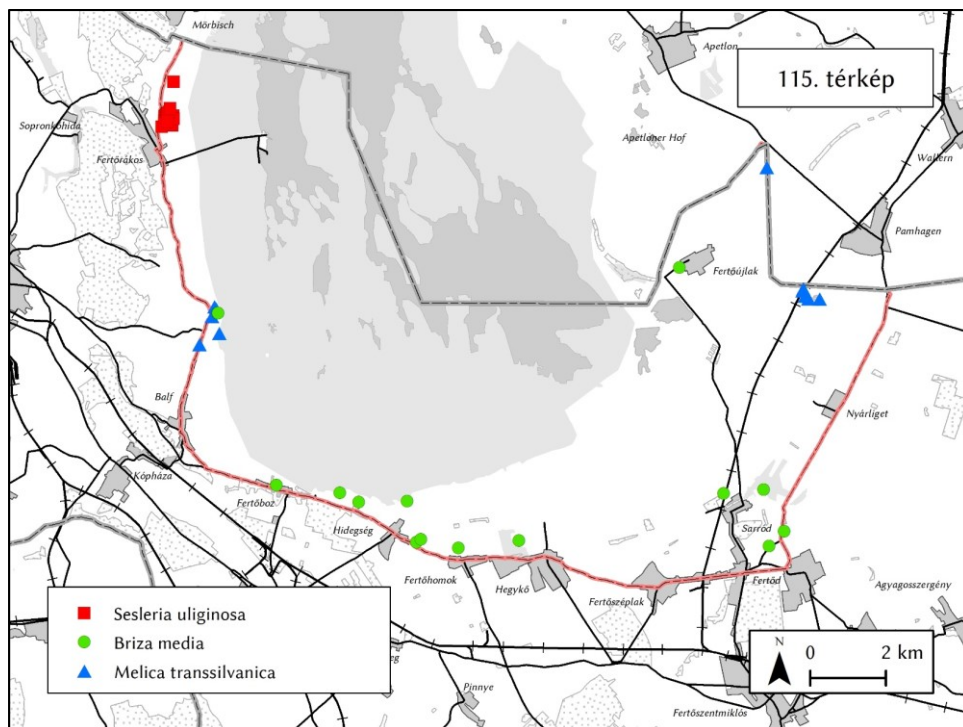 Mörbisch
Apetlon
115. térkép
Sopronkőhida
Apetloner Hof
Wallern
Fertőrákos
Pamhagen
Fertőújlak
Balf
Nyárliget
Kópháza
Fertőboz
Hidegség
Sarród
Fertőhomok
Hegykő
Fertőszéplak
Fertőd
Agyagosszergény
Sesleria uliginosa
Briza media
Melica transsilvanica
Pinnye
Fertőszentmiklós
N
0 2 km